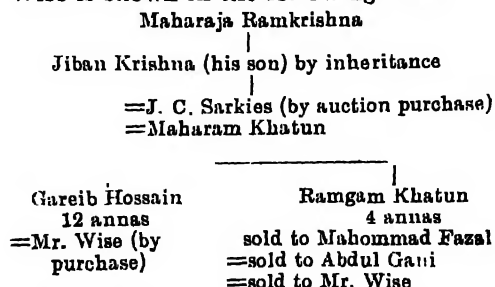 Maharaja Ramkrishna
Jiban Krishna (his son) by inheritance
=J. C. Sarkies (by auction purchase)
=Maharam Khatun
Gareib Hossain
12 annas
=Mr. Wise (by
purchase)
Ramgam Khatun
4 annas
sold to Mahommad Fazal
=sold to Abdul Gani
=sold to Mr. Wise